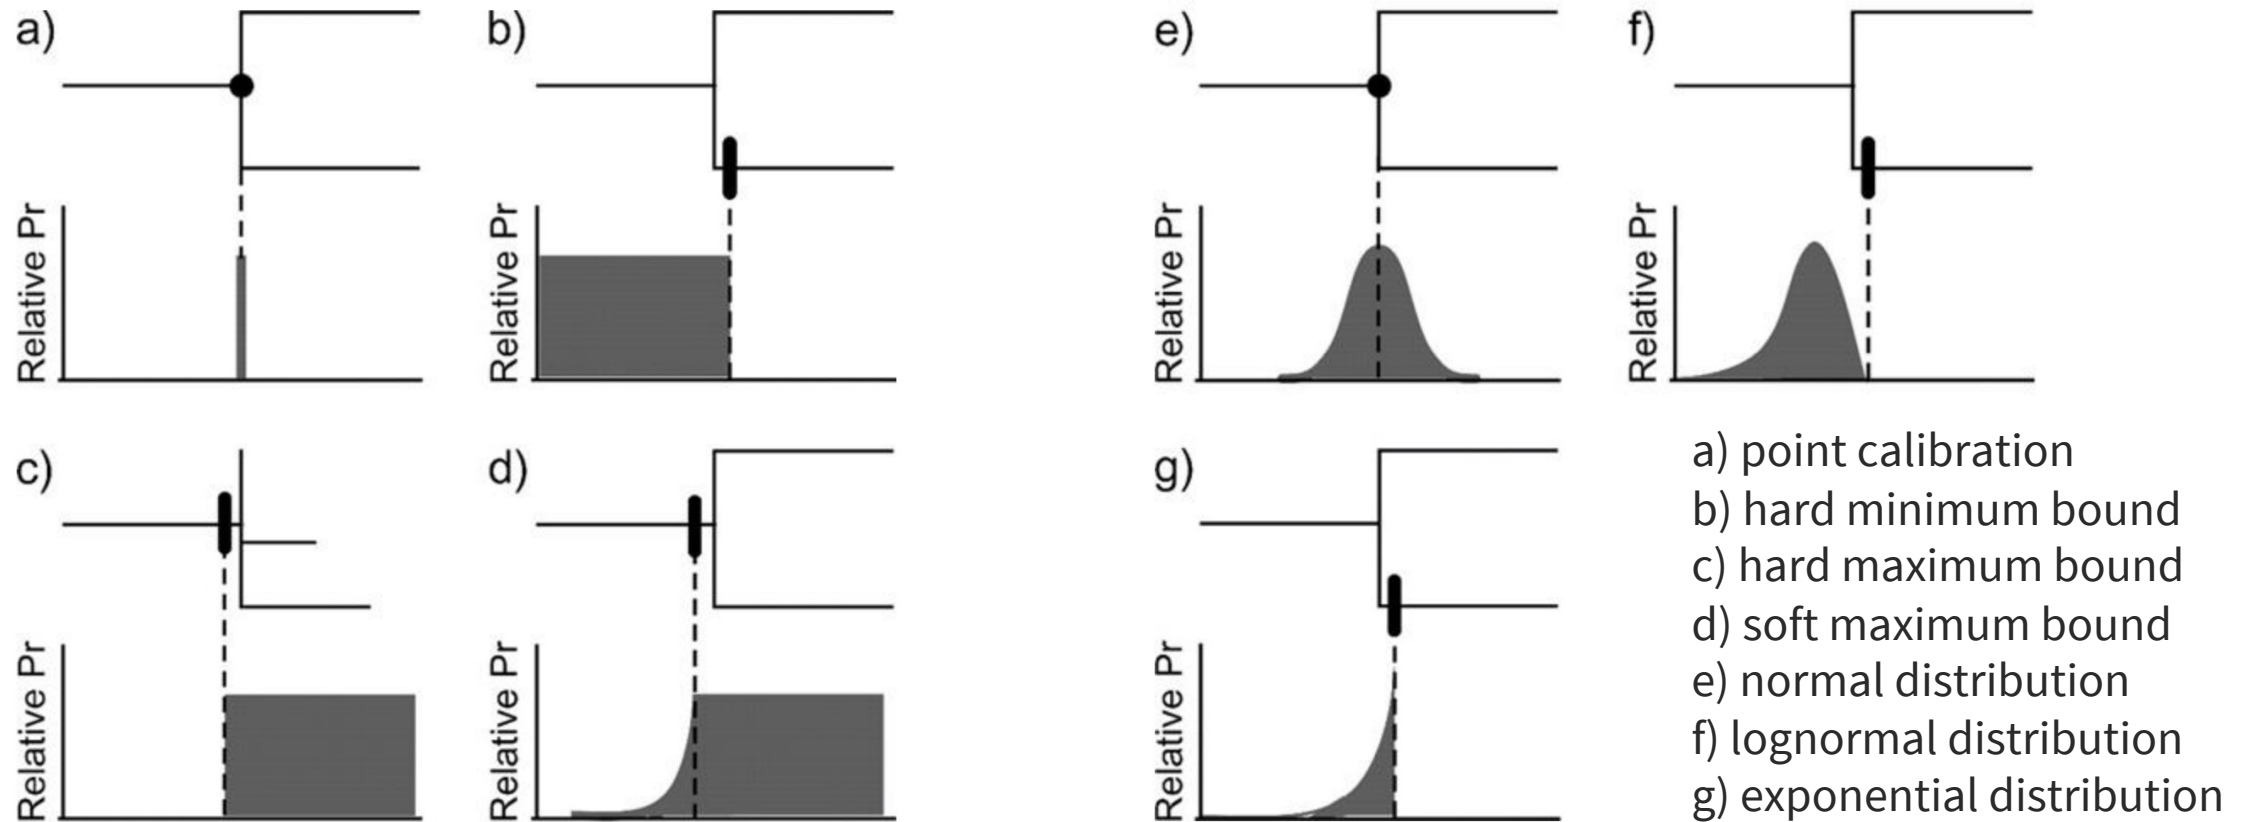 a)
b)
e)
f)
Relative Pr
Relative Pr
Relative Pr
Relative Pr
c)
d)
g)
Relative Pr
Relative Pr
Relative Pr
a) point calibration
b) hard minimum bound
c) hard maximum bound
d) soft maximum bound
e) normal distribution
f) lognormal distribution
g) exponential distribution